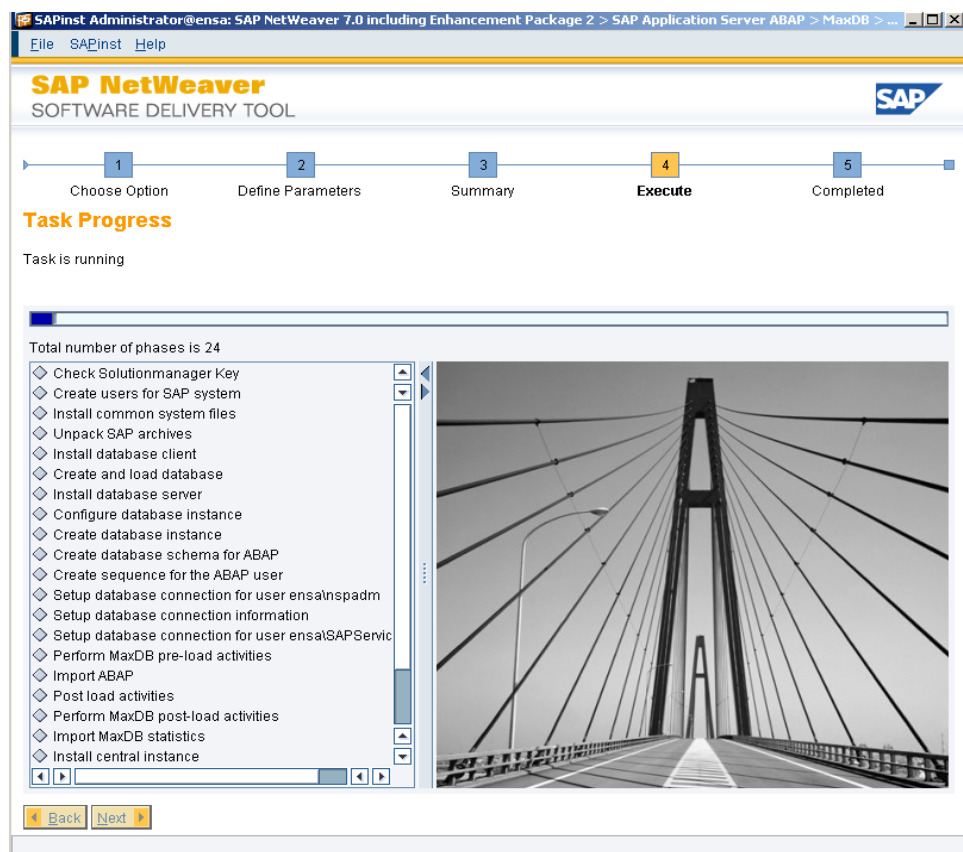 SAPinst Administrator@ensa: SAP NetWeaver 7.0 including Enhancement Package 2 > SAP Application Server ABAP > MaxDB > ...
File SAPinst Help
SAP NetWeaver
SOFTWARE DELIVERY TOOL
SAP
1 2 3 4 5
Choose Option Define Parameters Summary Execute Completed
Task Progress
Task is running
Total number of phases is 24
Check Solutionmanager Key
Create users for SAP system
Install common system files
Unpack SAP archives
Install database client
Create and load database
Install database server
Configure database instance
Create database instance
Create database schema for ABAP
Create sequence for the ABAP user
Setup database connection for user ensa\nspadm
Setup database connection information
Setup database connection for user ensa\SAPServic
Perform MaxDB pre-load activities
Import ABAP
Post load activities
Perform MaxDB post-load activities
Import MaxDB statistics
Install central instance
Back Next